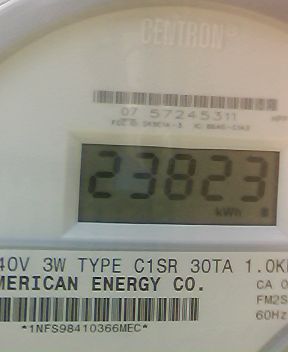 CENTRON®
07 57245311
23823
kWh
40V 3W TYPE C1SR 30TA 1.0K
MERICAN ENERGY CO.
CA 0
FM2S
60Hz
*1NFS98410366MEC*